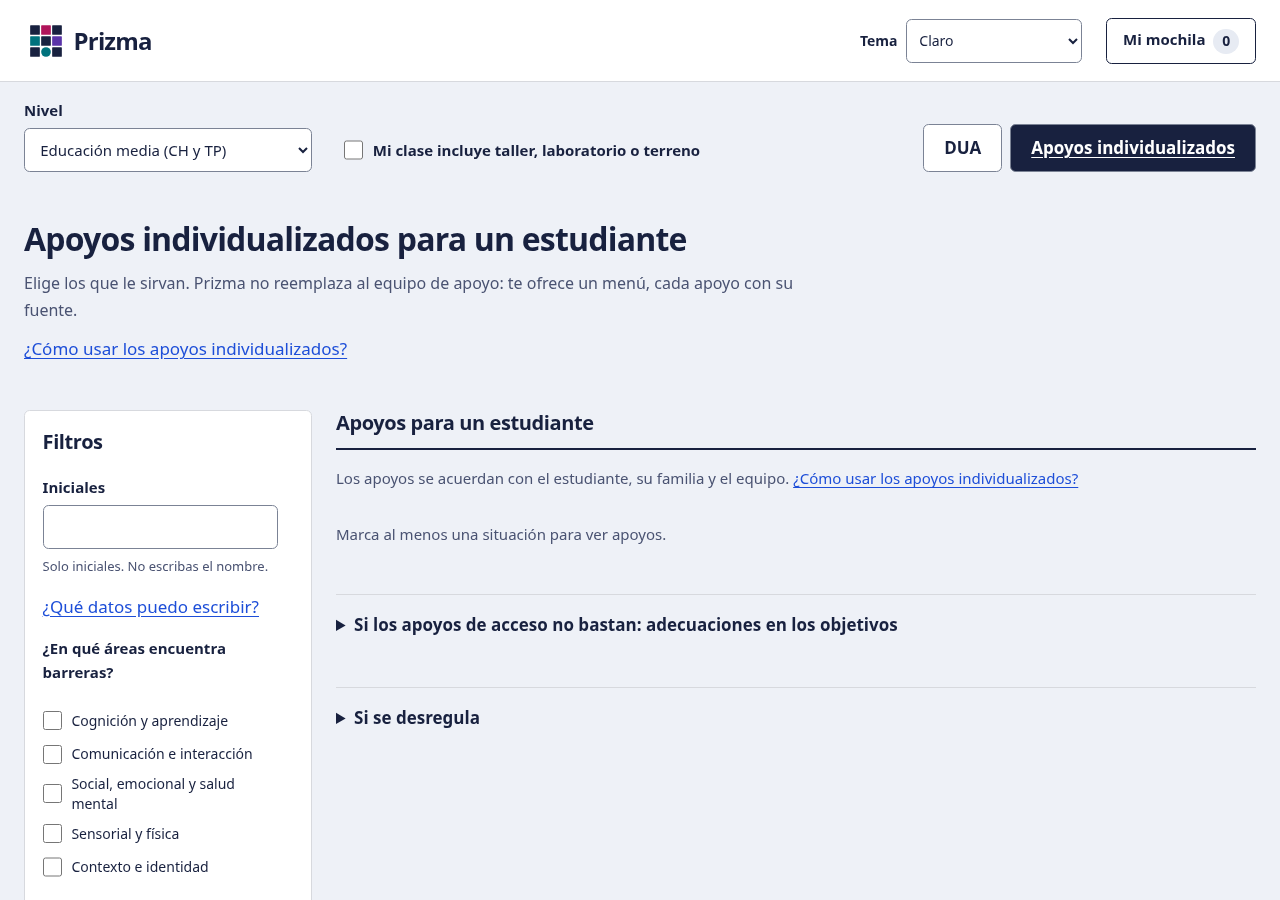 Prizma
Tema
Claro
Mi mochila 0
Nivel
Educación media (CH y TP)
Mi clase incluye taller, laboratorio o terreno
DUA
Apoyos individualizados
Apoyos individualizados para un estudiante
Elige los que le sirvan. Prizma no reemplaza al equipo de apoyo: te ofrece un menú, cada apoyo con su
fuente.
¿Cómo usar los apoyos individualizados?
Filtros
Iniciales
Solo iniciales. No escribas el nombre.
¿Qué datos puedo escribir?
¿En qué áreas encuentra
barreras?
Cognición y aprendizaje
Comunicación e interacción
Social, emocional y salud
mental
Sensorial y física
Contexto e identidad
Apoyos para un estudiante
Los apoyos se acuerdan con el estudiante, su familia y el equipo. ¿Cómo usar los apoyos individualizados?
Marca al menos una situación para ver apoyos.
Si los apoyos de acceso no bastan: adecuaciones en los objetivos
Si se desregula